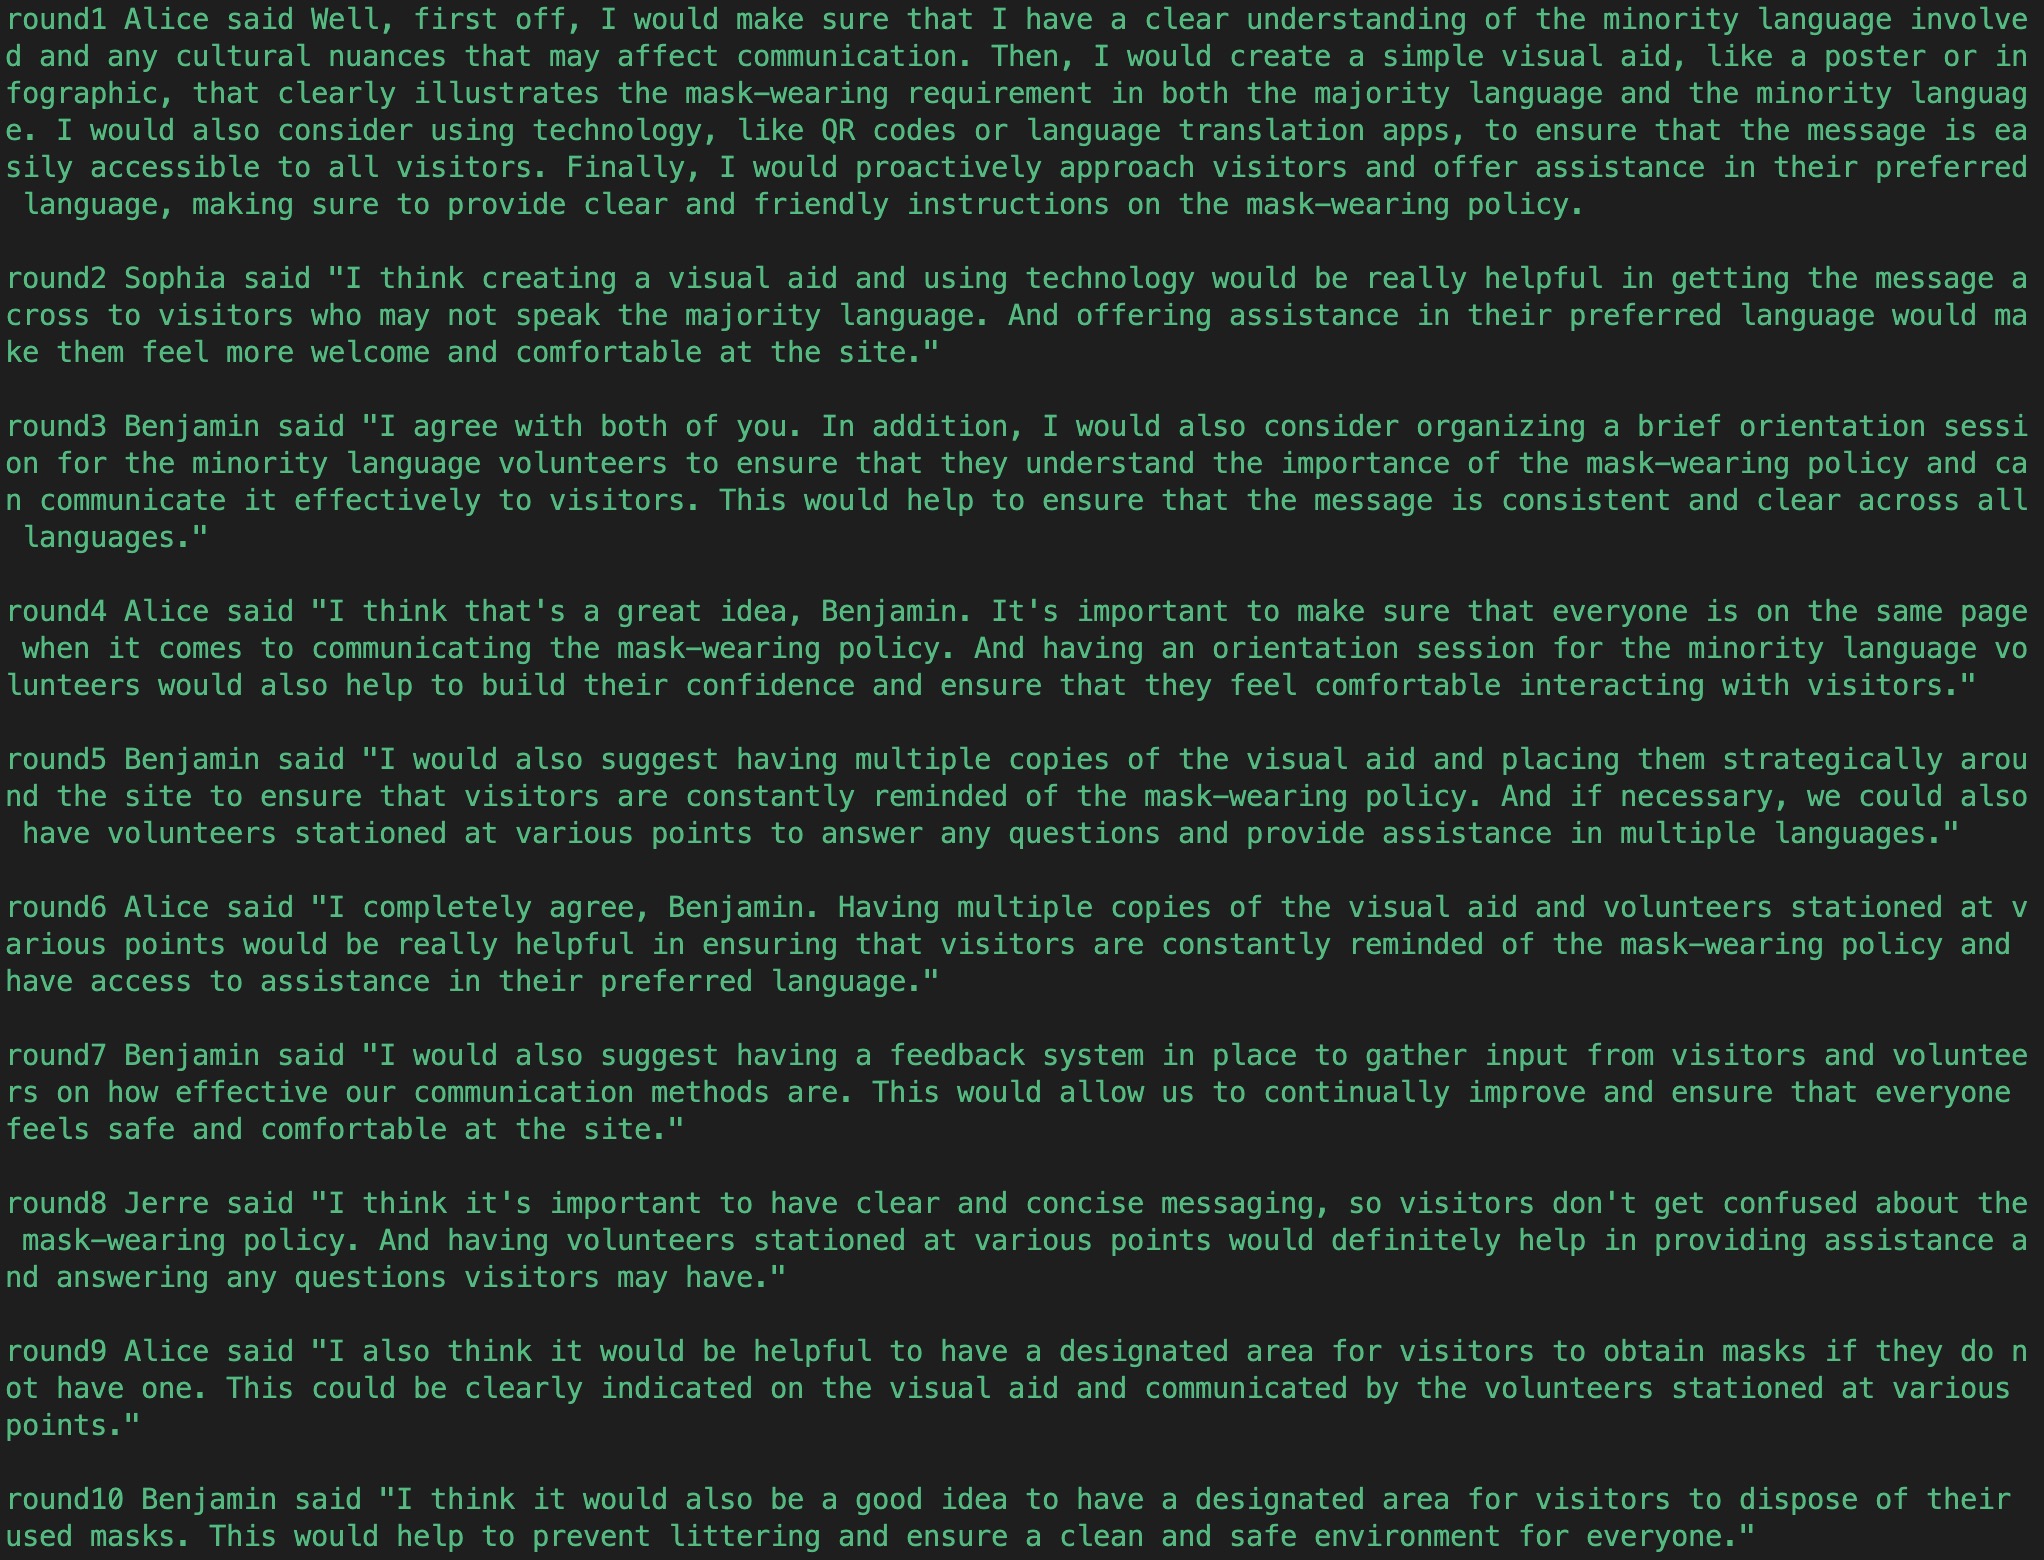 round1 Alice said Well, first off, I would make sure that I have a clear understanding of the minority language involve
d and any cultural nuances that may affect communication. Then, I would create a simple visual aid, like a poster or in
fographic, that clearly illustrates the mask-wearing requirement in both the majority language and the minority languag
e. I would also consider using technology, like QR codes or language translation apps, to ensure that the message is ea
sily accessible to all visitors. Finally, I would proactively approach visitors and offer assistance in their preferred
 language, making sure to provide clear and friendly instructions on the mask-wearing policy.

round2 Sophia said "I think creating a visual aid and using technology would be really helpful in getting the message a
cross to visitors who may not speak the majority language. And offering assistance in their preferred language would ma
ke them feel more welcome and comfortable at the site."

round3 Benjamin said "I agree with both of you. In addition, I would also consider organizing a brief orientation sessi
on for the minority language volunteers to ensure that they understand the importance of the mask-wearing policy and ca
n communicate it effectively to visitors. This would help to ensure that the message is consistent and clear across all
 languages."

round4 Alice said "I think that's a great idea, Benjamin. It's important to make sure that everyone is on the same page
 when it comes to communicating the mask-wearing policy. And having an orientation session for the minority language vo
lunteers would also help to build their confidence and ensure that they feel comfortable interacting with visitors."

round5 Benjamin said "I would also suggest having multiple copies of the visual aid and placing them strategically arou
nd the site to ensure that visitors are constantly reminded of the mask-wearing policy. And if necessary, we could also
 have volunteers stationed at various points to answer any questions and provide assistance in multiple languages."

round6 Alice said "I completely agree, Benjamin. Having multiple copies of the visual aid and volunteers stationed at v
arious points would be really helpful in ensuring that visitors are constantly reminded of the mask-wearing policy and
have access to assistance in their preferred language."

round7 Benjamin said "I would also suggest having a feedback system in place to gather input from visitors and voluntee
rs on how effective our communication methods are. This would allow us to continually improve and ensure that everyone
feels safe and comfortable at the site."

round8 Jerre said "I think it's important to have clear and concise messaging, so visitors don't get confused about the
 mask-wearing policy. And having volunteers stationed at various points would definitely help in providing assistance a
nd answering any questions visitors may have."

round9 Alice said "I also think it would be helpful to have a designated area for visitors to obtain masks if they do n
ot have one. This could be clearly indicated on the visual aid and communicated by the volunteers stationed at various
points."

round10 Benjamin said "I think it would also be a good idea to have a designated area for visitors to dispose of their
used masks. This would help to prevent littering and ensure a clean and safe environment for everyone."